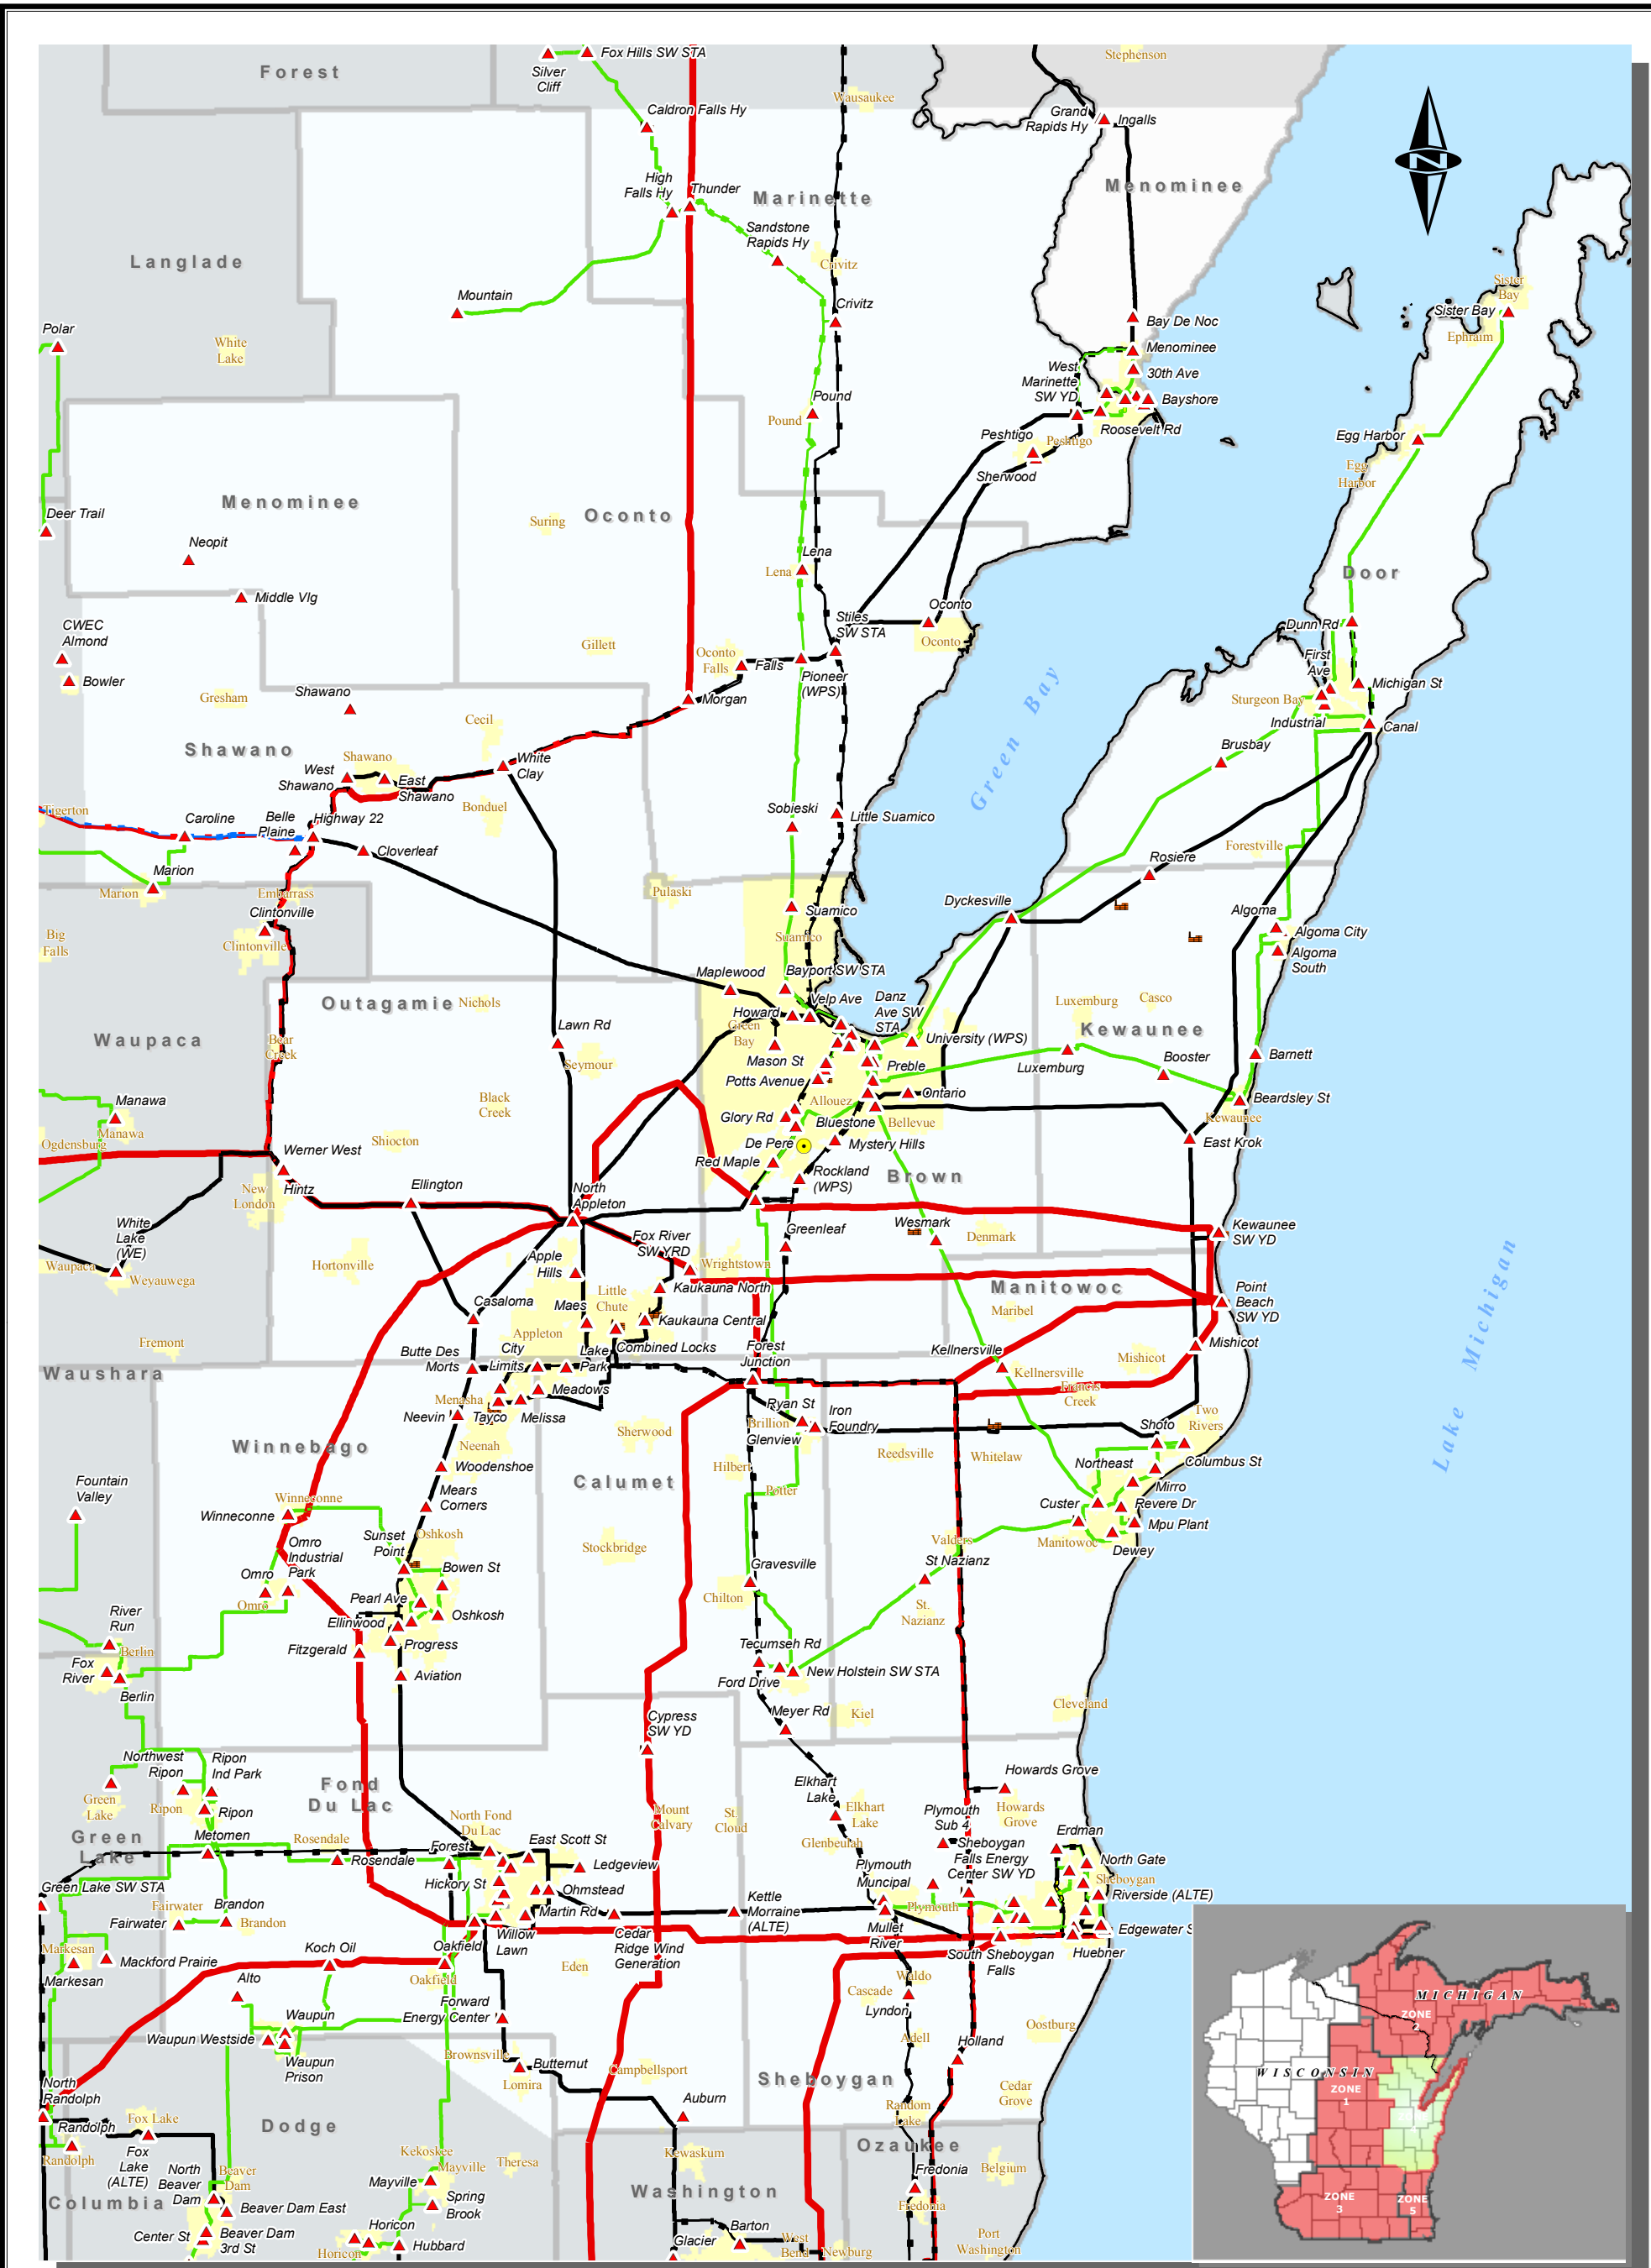 Stephenson
Fox Hills SW STA
Forest
Silver
Cliff
Wausaukee
Caldron Falls Hy
Grand
Rapids Hy
Ingalls
N
High
Falls Hy
Thunder
Marinette
Menominee
Sandstone
Rapids Hy
Langlade
Crivitz
Sister
Bay
Mountain
Crivitz
Sister Bay
Bay De Noc
Polar
White
Lake
Ephraim
Menominee
West
Marinette
SW YD
30th Ave
Pound
Pound
Bayshore
Roosevelt Rd
Peshtigo
Peshtigo
Egg Harbor
Egg
Harbor
Sherwood
Menominee
Deer Trail
Oconto
Suring
Neopit
Lena
Lena
Door
Middle Vlg
Oconto
Stiles
SW STA
Dunn Rd
CWEC
Almond
Gillett
Oconto
Oconto
Falls
Falls
First
Ave
Bowler
Pioneer
(WPS)
Michigan St
Shawano
Gresham
Morgan
Sturgeon Bay
Cecil
Industrial
Canal
Green Bay
Shawano
Shawano
White
Clay
Brusbay
West
Shawano
East
Shawano
Bonduel
Tigerton
Sobieski
Little Suamico
Caroline
Belle
Plaine
Highway 22
Cloverleaf
Forestville
Rosiere
Marion
Marion
Embarrass
Pulaski
Dyckesville
Clintonville
Suamico
Algoma
Algoma City
Big
Falls
Clintonville
Suamico
Algoma
South
Maplewood
Bayport SW STA
Outagamie
Nichols
Velp Ave
Danz
Ave SW
STA
Luxemburg
Casco
Howard
Lawn Rd
Green
Bay
Kewaunee
Waupaca
Bear
Creek
University (WPS)
Seymour
Mason St
Preble
Luxemburg
Booster
Barnett
Potts Avenue
Black
Creek
Manawa
Allouez
Ontario
Beardsley St
Glory Rd
Bluestone
Bellevue
Kewaunee
Manawa
Ogdensburg
Shiocton
De Pere
Mystery Hills
East Krok
Werner West
Red Maple
Rockland
(WPS)
Brown
Hintz
New
London
Ellington
North
Appleton
White
Lake
(WE)
Greenleaf
Wesmark
Denmark
Kewaunee
SW YD
Fox River
SW YRD
Waupaca
Weyauwega
Hortonville
Apple
Hills
Wrightstown
Little
Chute
Kaukauna North
Manitowoc
Point
Beach
SW YD
Casaloma
Maes
Kaukauna Central
Maribel
Fremont
Appleton
Lake Michigan
Butte Des
Morts
City
Limits
Lake
Park
Combined Locks
Forest
Junction
Kellnersville
Mishicot
Mishicot
Waushara
Kellnersville
Menasha
Meadows
Francis
Creek
Neevin
Tayco
Melissa
Ryan St
Iron
Foundry
Two
Rivers
Brillion
Glenview
Shoto
Winnebago
Neenah
Sherwood
Reedsville
Whitelaw
Woodenshoe
Hilbert
Northeast
Columbus St
Calumet
Fountain
Valley
Potter
Mirro
Winneconne
Mears
Corners
Custer
Revere Dr
Winneconne
Mpu Plant
Sunset
Point
Oshkosh
Stockbridge
Valders
Manitowoc
Dewey
Omro
Industrial
Park
Bowen St
Gravesville
St Nazianz
Omro
Pearl Ave
Chilton
Omro
St.
Nazianz
River
Run
Ellinwood
Oshkosh
Berlin
Fitzgerald
Progress
Tecumseh Rd
Fox
River
Aviation
Ford Drive
New Holstein SW STA
Berlin
Cypress
SW YD
Meyer Rd
Kiel
Cleveland
Northwest
Ripon
Ripon
Ind Park
Fond
Du Lac
Howards Grove
Green
Lake
Ripon
Ripon
North Fond
Du Lac
Mount
Calvary
St.
Cloud
Elkhart
Lake
Elkhart
Lake
Plymouth
Sub 4
Howards
Grove
Green
Lake
Metomen
Rosendale
Forest
East Scott St
Glenbeulah
Erdman
Rosendale
Ledgeview
Sheboygan
Falls Energy
Center SW YD
North Gate
Green Lake SW STA
Hickory St
Plymouth
Muncipal
Sheboygan
Brandon
Ohmstead
Kettle
Morraine
(ALTE)
Riverside (ALTE)
Fairwater
Fairwater
Brandon
Martin Rd
Plymouth
Markesan
Koch Oil
Oakfield
Willow
Lawn
Cedar
Ridge Wind
Generation
Mullet
River
Edgewater S
Huebner
South Sheboygan
Falls
Mackford Prairie
Markesan
Alto
Oakfield
Eden
Waldo
Cascade
Forward
Energy Center
Lyndon
Waupun
Oostburg
Waupun Westside
Adell
Holland
Waupun
Prison
Brownsville
Butternut
Campbellsport
North
Randolph
Lomira
Sheboygan
Cedar
Grove
Auburn
Random
Lake
Randolph
Fox Lake
Dodge
Randolph
Fox
Lake
(ALTE)
Kekoskee
Mayville
Theresa
Kewaskum
Ozaukee
Beaver
Dam
North
Beaver
Dam
Mayville
Fredonia
Belgium
Columbia
Spring
Brook
Washington
Fredonia
Beaver Dam East
Horicon
Barton
Center St
Beaver Dam
3rd St
Horicon
Hubbard
Glacier
West
Bend
Newburg
Port
Washington
MICHIGAN
ZONE
2
WISCONSIN
ZONE
1
ZONE
3
ZONE
5